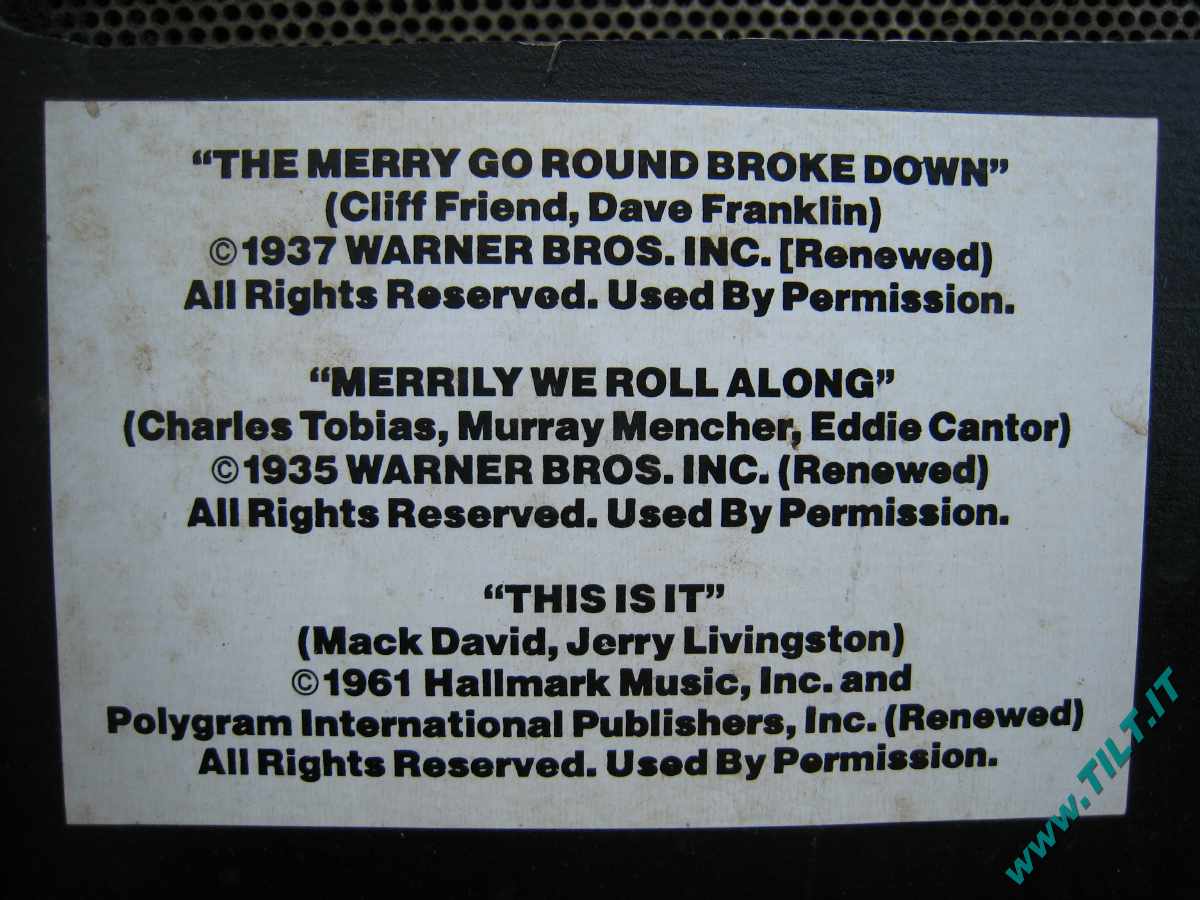 “THE MERRY GO ROUND BROKE DOWN”
(Cliff Friend, Dave Franklin)
©1937 WARNER BROS. INC. [Renewed)
All Rights Reserved. Used By Permission.
“MERRILY WE ROLL ALONG”
(Charles Tobias, Murray Mencher, Eddie Cantor)
©1935 WARNER BROS. INC. (Renewed)
All Rights Reserved. Used By Permission.
“THIS IS IT”
(Mack David, Jerry Livingston)
©1961 Hallmark Music, Inc. and
Polygram International Publishers, Inc. (Renewed)
All Rights Reserved. Used By Permission.
www.TILT.IT